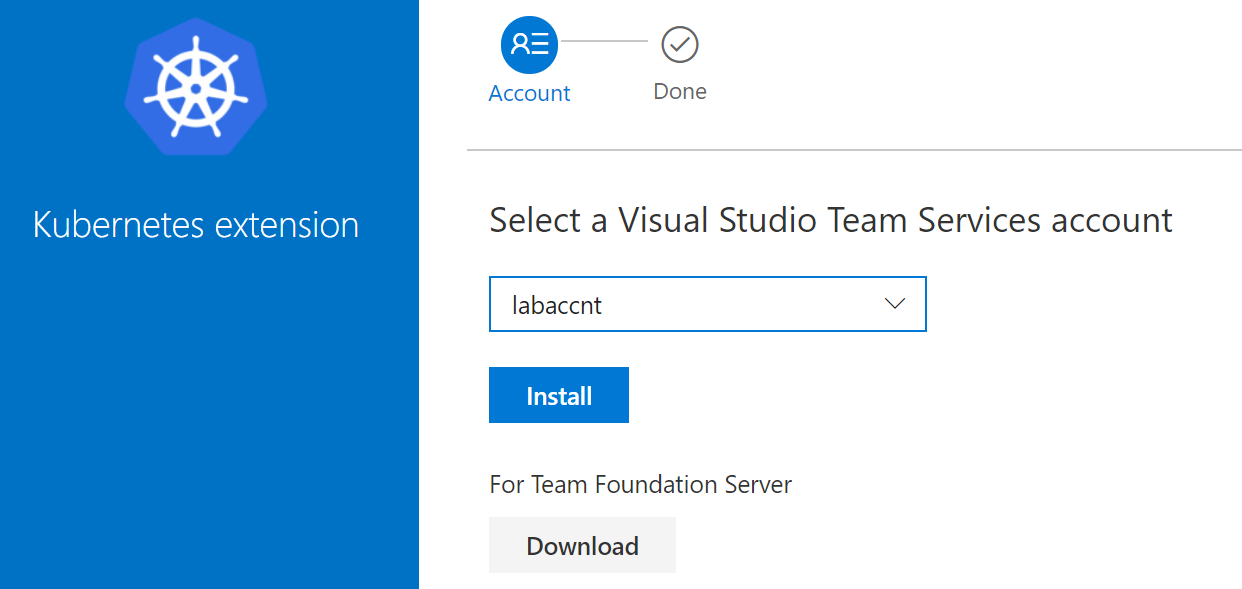 Kubernetes extension
Account
Done
Select a Visual Studio Team Services account
labaccnt
Install
For Team Foundation Server
Download